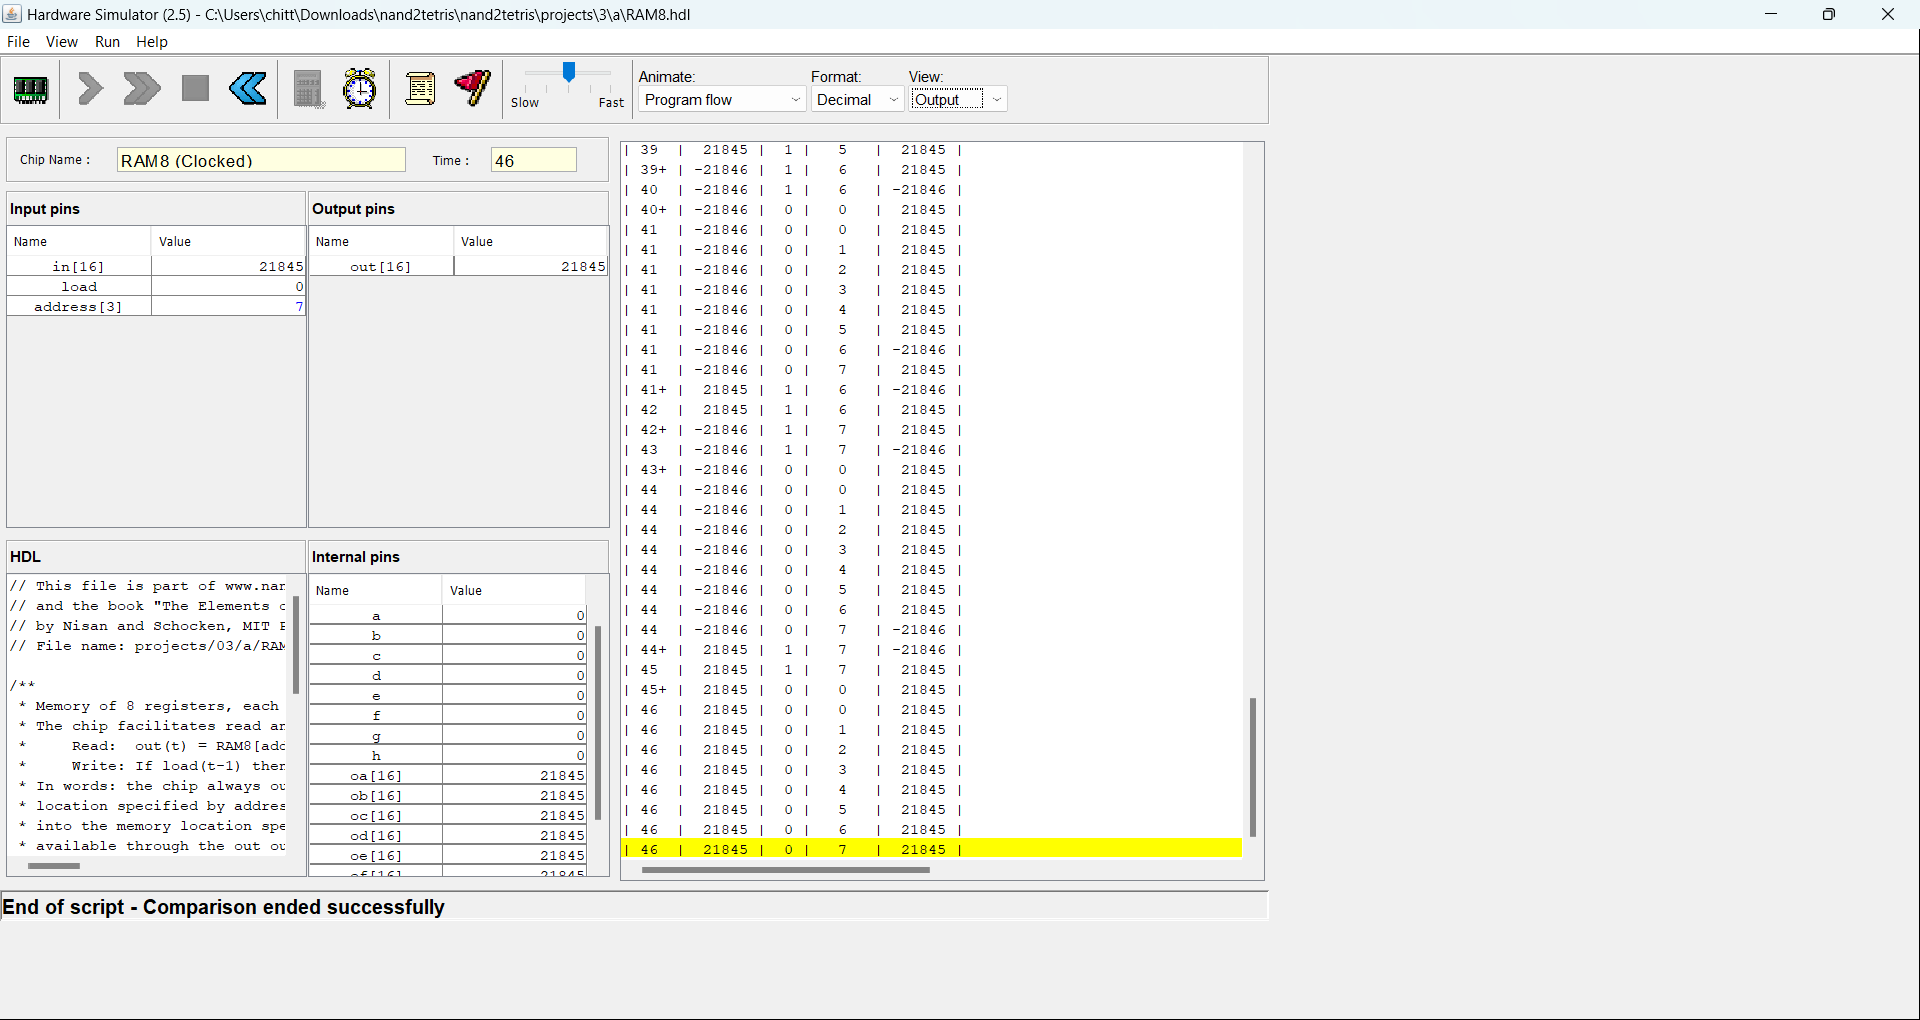 Hardware Simulator (2.5) - C:\Users\chitt\Downloads\nand2tetris\nand2tetris\projects\3\a\RAM8.hdl
File View Run Help
Slow Fast
Animate: Format: View:
Program flow Decimal Output
Chip Name : RAM8 (Clocked) Time : 46
Input pins
Name Value
in[16] 21845
load 0
address[3] 7
Output pins
Name Value
out[16] 21845
HDL
// This file is part of www.nan
// and the book "The Elements o
// by Nisan and Schocken, MIT P
// File name: projects/03/a/RAM
/**
* Memory of 8 registers, each
* The chip facilitates read an
* Read: out(t) = RAM8[add
* Write: If load(t-1) then
* In words: the chip always ou
* location specified by addres
* into the memory location spe
* available through the out ou
Internal pins
Name Value
a 0
b 0
c 0
d 0
e 0
f 0
g 0
h 0
oa[16] 21845
ob[16] 21845
oc[16] 21845
od[16] 21845
oe[16] 21845
of[16] 21845
| 39 | 21845 | 1 | 5 | 21845 |
| 39+ | -21846 | 1 | 6 | 21845 |
| 40 | -21846 | 1 | 6 | -21846 |
| 40+ | -21846 | 0 | 0 | 21845 |
| 41 | -21846 | 0 | 0 | 21845 |
| 41 | -21846 | 0 | 1 | 21845 |
| 41 | -21846 | 0 | 2 | 21845 |
| 41 | -21846 | 0 | 3 | 21845 |
| 41 | -21846 | 0 | 4 | 21845 |
| 41 | -21846 | 0 | 5 | 21845 |
| 41 | -21846 | 0 | 6 | -21846 |
| 41 | -21846 | 0 | 7 | 21845 |
| 41+ | 21845 | 1 | 6 | -21846 |
| 42 | 21845 | 1 | 6 | 21845 |
| 42+ | -21846 | 1 | 7 | 21845 |
| 43 | -21846 | 1 | 7 | -21846 |
| 43+ | -21846 | 0 | 0 | 21845 |
| 44 | -21846 | 0 | 0 | 21845 |
| 44 | -21846 | 0 | 1 | 21845 |
| 44 | -21846 | 0 | 2 | 21845 |
| 44 | -21846 | 0 | 3 | 21845 |
| 44 | -21846 | 0 | 4 | 21845 |
| 44 | -21846 | 0 | 5 | 21845 |
| 44 | -21846 | 0 | 6 | 21845 |
| 44 | -21846 | 0 | 7 | -21846 |
| 44+ | 21845 | 1 | 7 | -21846 |
| 45 | 21845 | 1 | 7 | 21845 |
| 45+ | 21845 | 0 | 0 | 21845 |
| 46 | 21845 | 0 | 0 | 21845 |
| 46 | 21845 | 0 | 1 | 21845 |
| 46 | 21845 | 0 | 2 | 21845 |
| 46 | 21845 | 0 | 3 | 21845 |
| 46 | 21845 | 0 | 4 | 21845 |
| 46 | 21845 | 0 | 5 | 21845 |
| 46 | 21845 | 0 | 6 | 21845 |
| 46 | 21845 | 0 | 7 | 21845 |
End of script - Comparison ended successfully